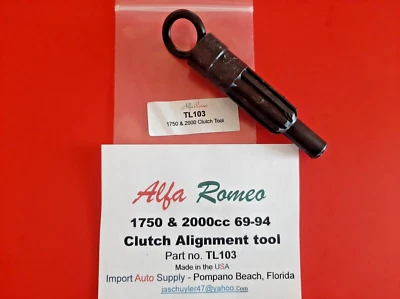 Alfa Romeo
TL103
1750 & 2000 Clutch Tool
Alfa Romeo
1750 & 2000cc 69-94
Clutch Alignment tool
Part no. TL103
Made in the USA
Import Auto Supply - Pompano Beach, Florida
jaschuyler47@yahoo.com